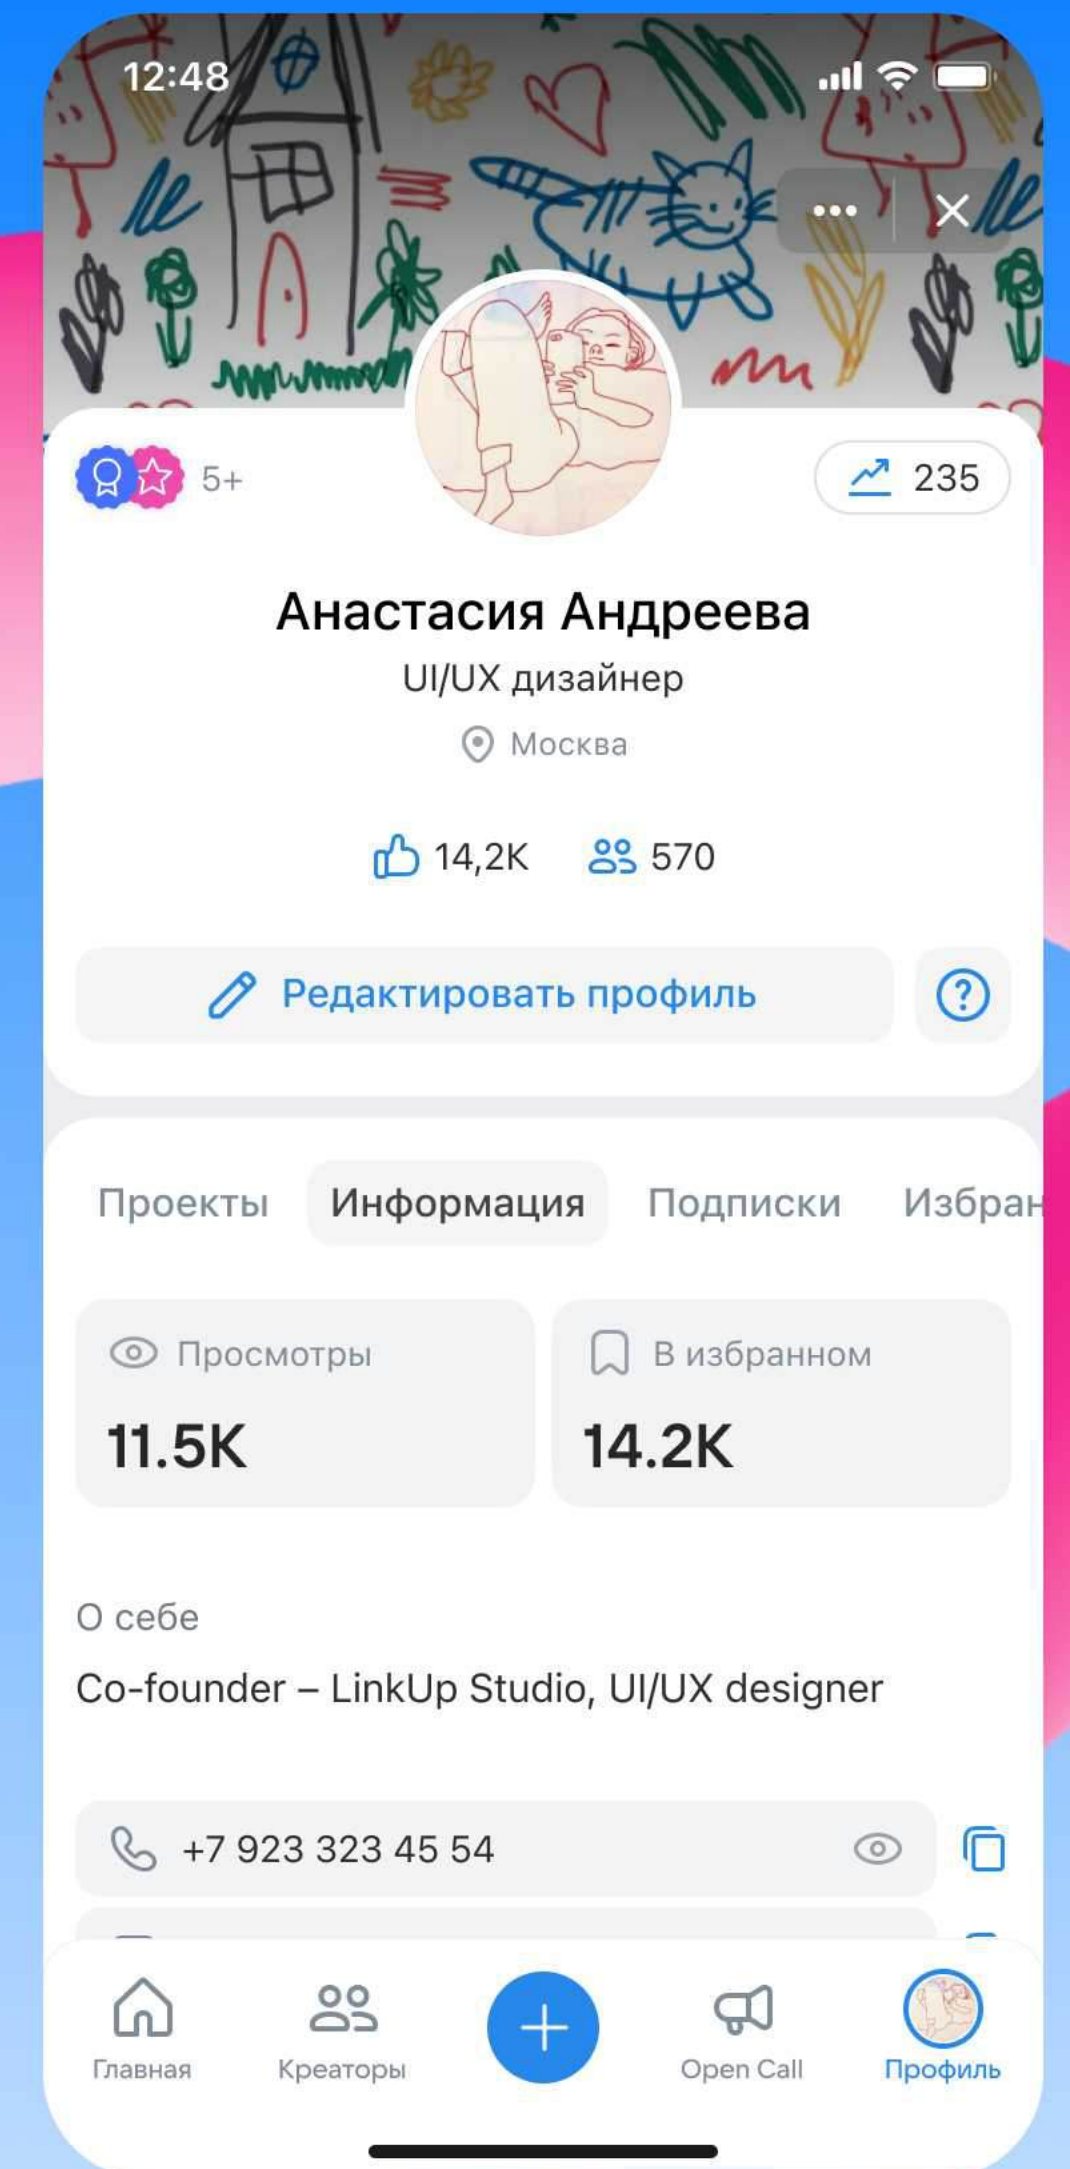 12:48
5+
235
Анастасия Андреева
UI/UX дизайнер
Москва
14,2K 570
Редактировать профиль
Проекты Информация Подписки Избран
Просмотры В избранном
11.5K 14.2K
О себе
Co-founder – LinkUp Studio, UI/UX designer
+7 923 323 45 54
Главная Креаторы Open Call Профиль